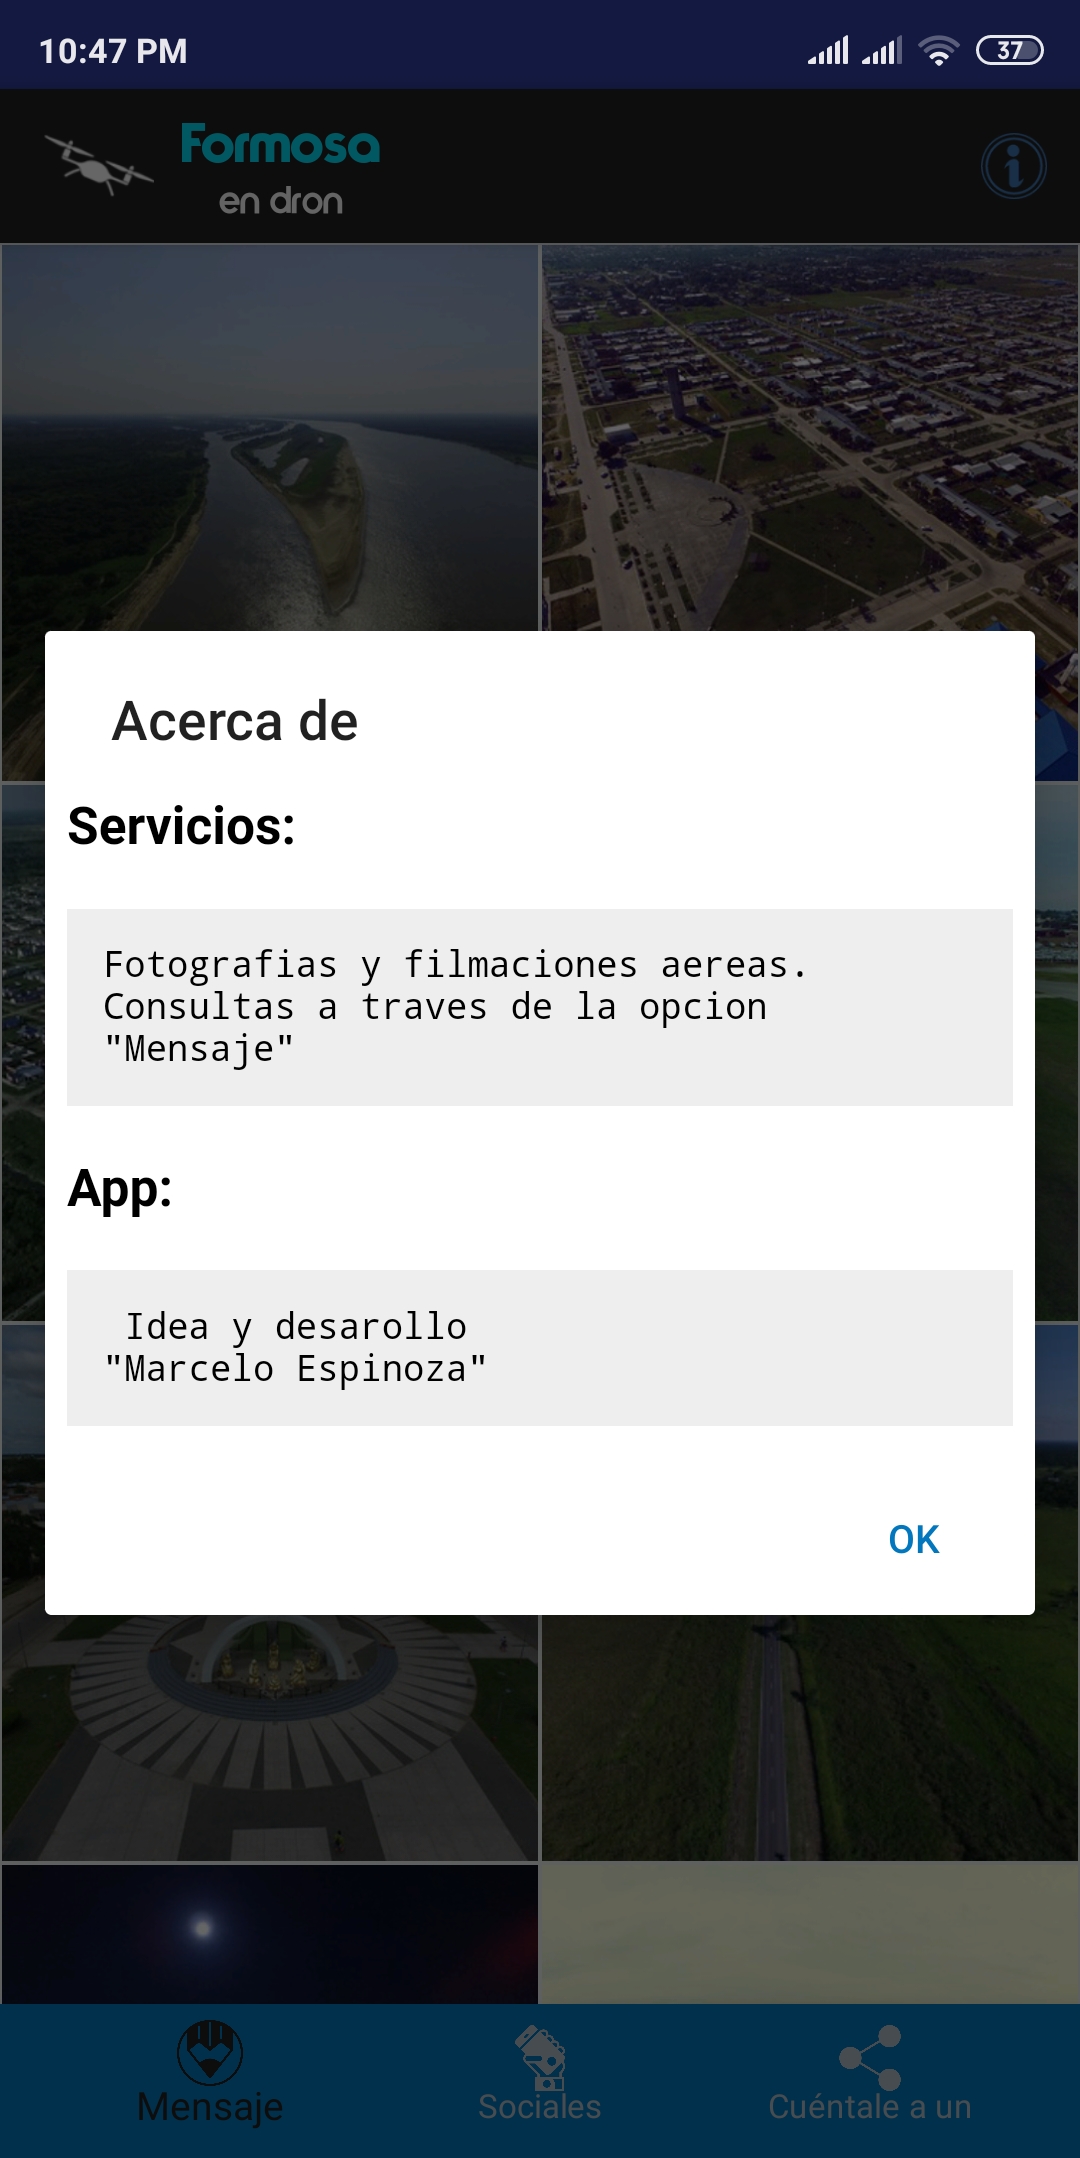 10:47 PM
37
Formosa
en dron
Acerca de
Servicios:
Fotografias y filmaciones aereas.
Consultas a traves de la opcion
"Mensaje"
App:
Idea y desarollo
"Marcelo Espinoza"
OK
Mensaje
Sociales
Cuéntale a un